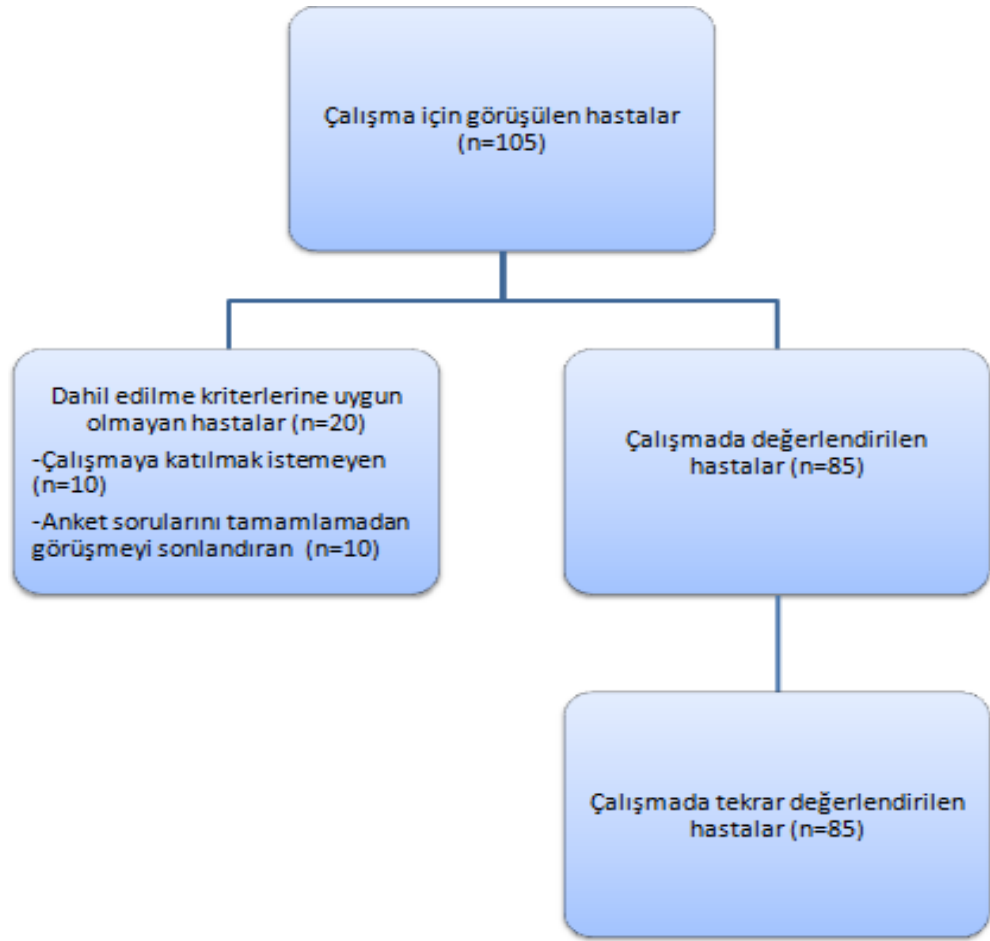 Çalışma için görüşülen hastalar
(n=105)
Dahil edilme kriterlerine uygun
olmayan hastalar (n=20)
-Çalışmaya katılmak istemeyen
(n=10)
-Anket sorularını tamamlamadan
görüşmeyi sonlandıran (n=10)
Çalışmada değerlendirilen
hastalar (n=85)
Çalışmada tekrar değerlendirilen
hastalar (n=85)